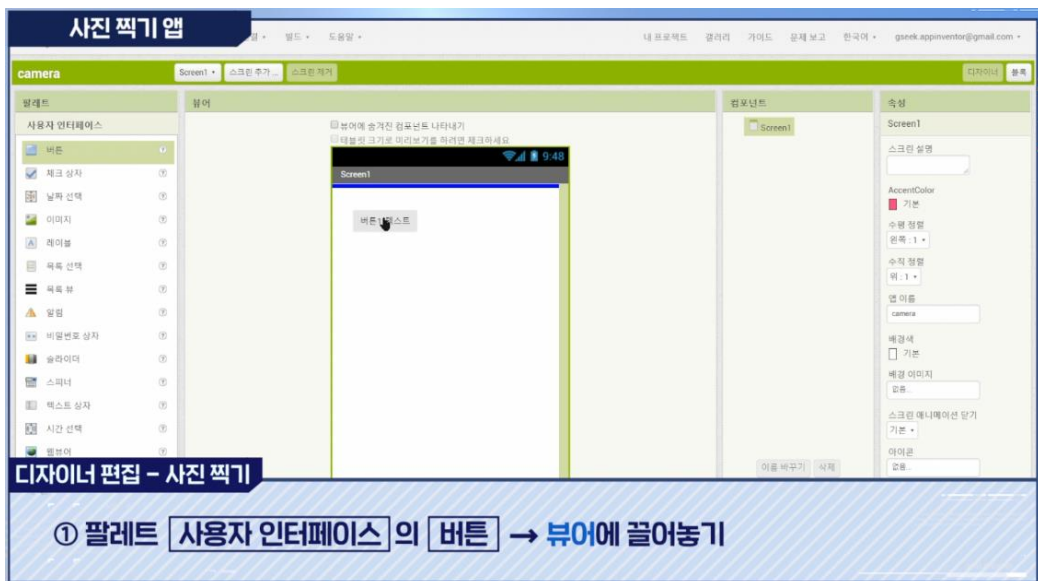 사진 찍기 앱
빌드
도움말
내 프로젝트 갤러리 가이드 문제 보고 한국어 gseek.appinventor@gmail.com
camera
Screen1 스크린 추가 ... 스크린 제거
디자이너 블록
팔레트
뷰어
컴포넌트
속성
사용자 인터페이스
버튼
체크 상자
날짜 선택
이미지
레이블
목록 선택
목록 뷰
알림
비밀번호 상자
슬라이더
스피너
텍스트 상자
시간 선택
웹뷰어
뷰어에 숨겨진 컴포넌트 나타내기
태블릿 크기로 미리보기를 하려면 체크하세요
9:48
Screen1
Screen1
이름 바꾸기 삭제
Screen1
스크린 설명
AccentColor
기본
수평 정렬
왼쪽 : 1
수직 정렬
위 : 1
앱 이름
camera
배경색
기본
배경 이미지
없음...
스크린 애니메이션 닫기
기본
아이콘
없음...
디자이너 편집 – 사진 찍기
① 팔레트 사용자 인터페이스 의 버튼 → 뷰어에 끌어놓기